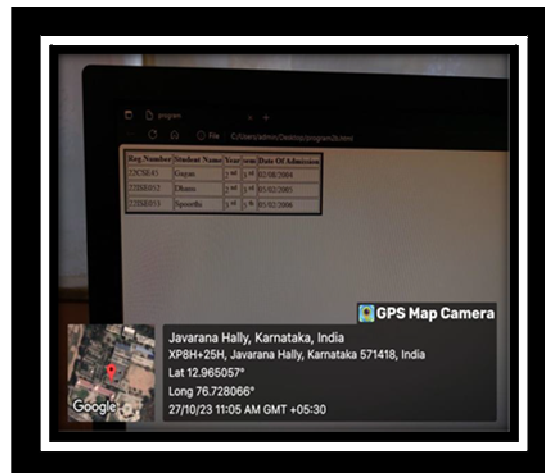 program
File C:/Users/admin/Desktop/program2b.html
Reg.Number Student Name Year sem Date Of Admission
Gagan 02/08/2004
22ISE052 Dhanu 05/02/2005
22ISE053 Spoorthi 05/02/2006
GPS Map Camera
Javarana Hally, Karnataka, India
XP8H+25H, Javarana Hally, Karnataka 571418, India
Lat 12.965057°
Long 76.728066°
27/10/23 11:05 AM GMT +05:30
Google